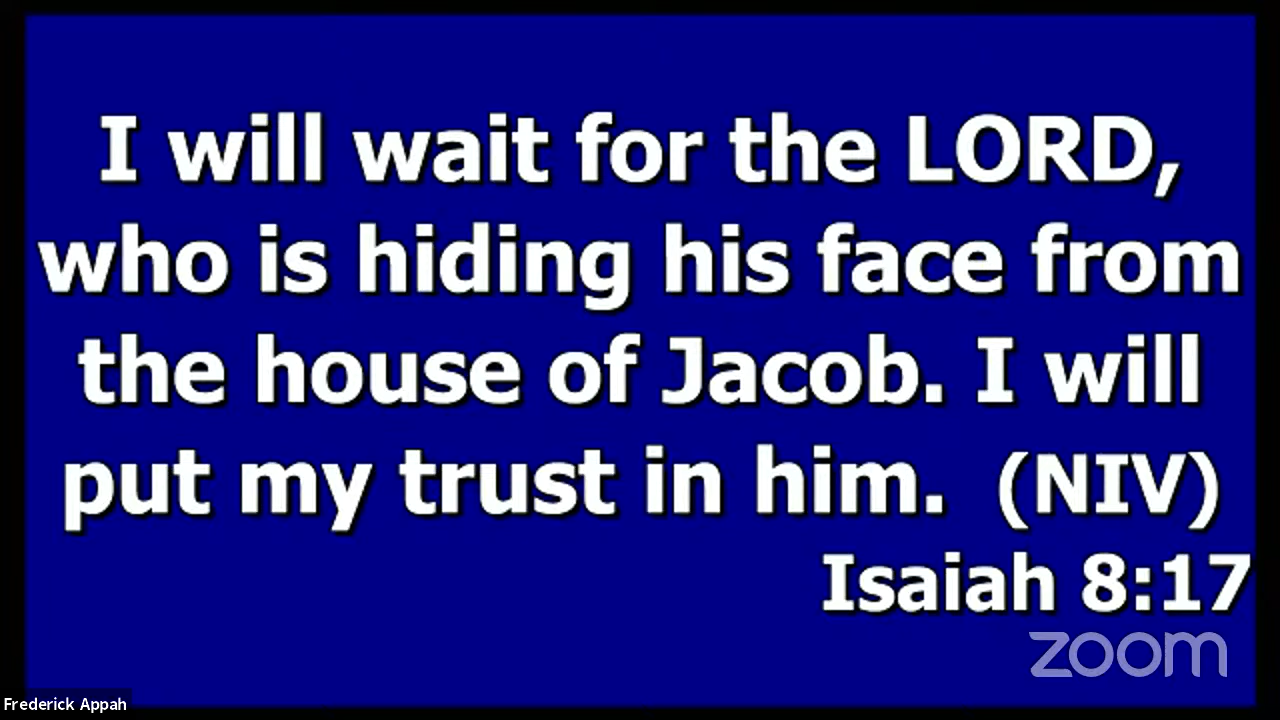 I will wait for the LORD,
who is hiding his face from
the house of Jacob. I will
put my trust in him. (NIV)
Isaiah 8:17
zoom
Frederick Appah